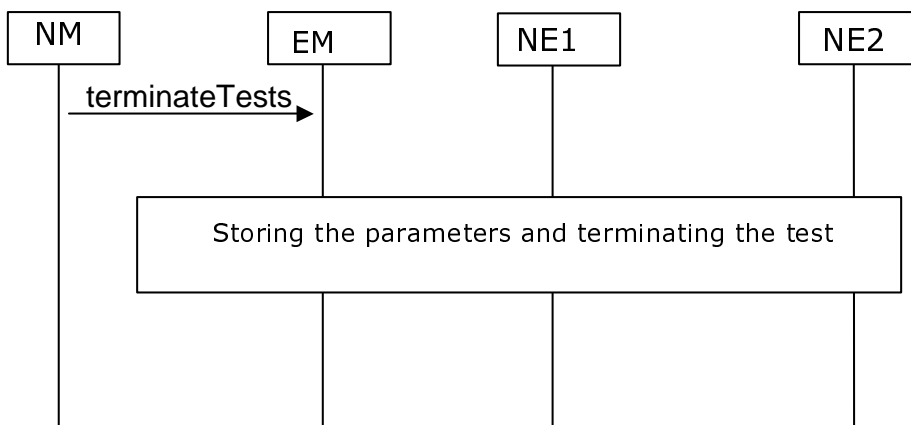 NM
EM
NE1
NE2
terminateTests
Storing the parameters and terminating the test